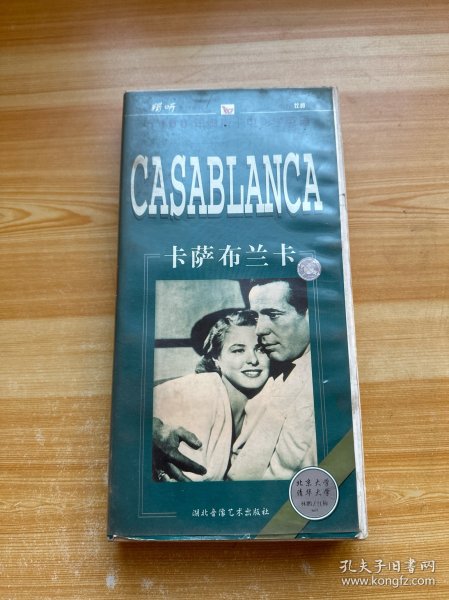 CASABLANCA
卡萨布兰卡
北京大学
清华大学
湖北音像艺术出版社
孔夫子旧书网
www.kongfz.com